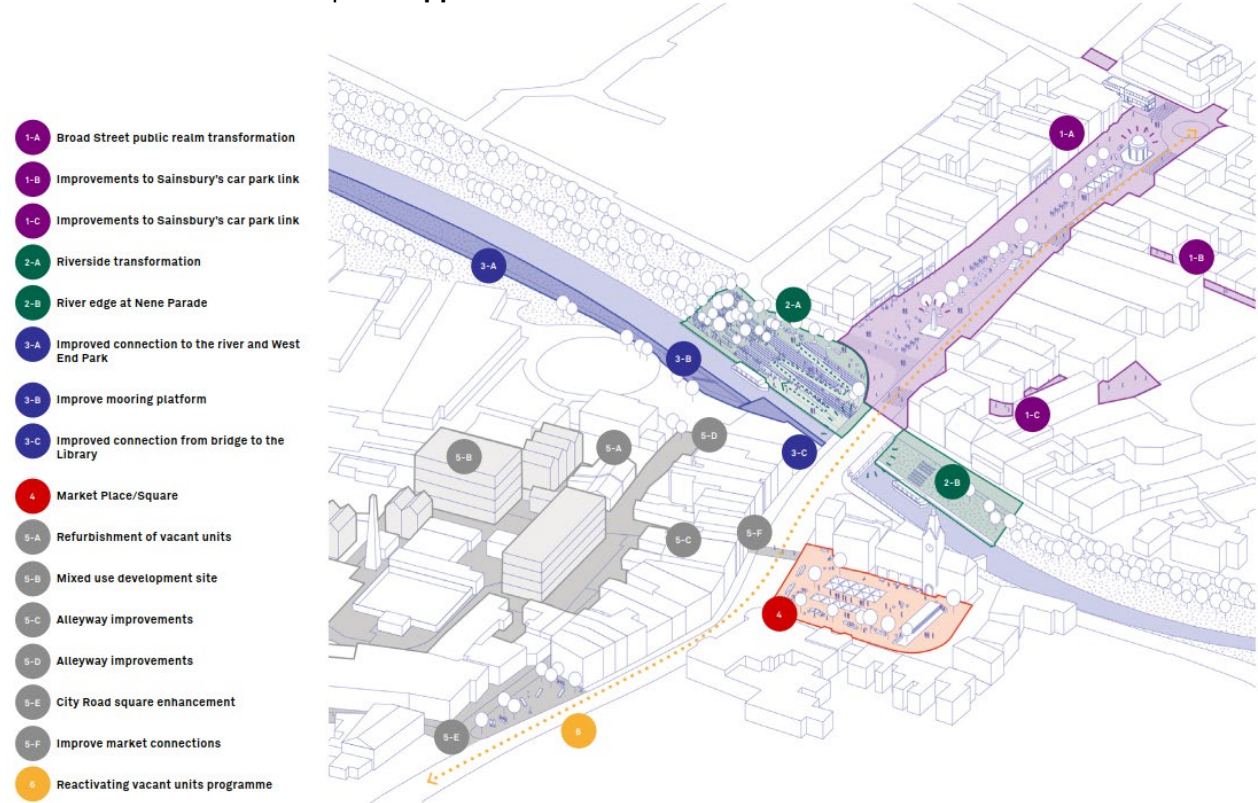 1-A Broad Street public realm transformation
1-B Improvements to Sainsbury's car park link
1-C Improvements to Sainsbury's car park link
2-A Riverside transformation
2-B River edge at Nene Parade
3-A Improved connection to the river and West
End Park
3-B Improve mooring platform
3-C Improved connection from bridge to the
Library
4 Market Place/Square
5-A Refurbishment of vacant units
5-B Mixed use development site
5-C Alleyway improvements
5-D Alleyway improvements
5-E City Road square enhancement
5-F Improve market connections
6 Reactivating vacant units programme
1-A
1-B
3-A
2-A
3-B
1-C
5-D
5-A
5-B
3-C
2-B
5-C
5-F
4
5-E
6